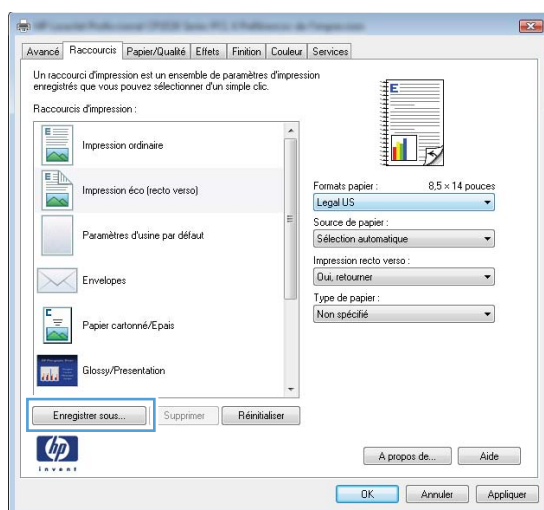 Avancé Raccourcis Papier/Qualité Effets Finition Couleur Services
Un raccourci d'impression est un ensemble de paramètres d'impression
enregistrés que vous pouvez sélectionner d'un simple clic.
Raccourcis d'impression :
Impression ordinaire
Impression éco (recto verso)
Paramètres d'usine par défaut
Envelopes
Papier cartonné/Epais
Glossy/Presentation
Enregistrer sous... Supprimer Réinitialiser
E
Formats papier : 8,5 × 14 pouces
Legal US
Source de papier :
Sélection automatique
Impression recto verso :
Oui, retourner
Type de papier :
Non spécifié
hp
invent
A propos de... Aide
OK Annuler Appliquer